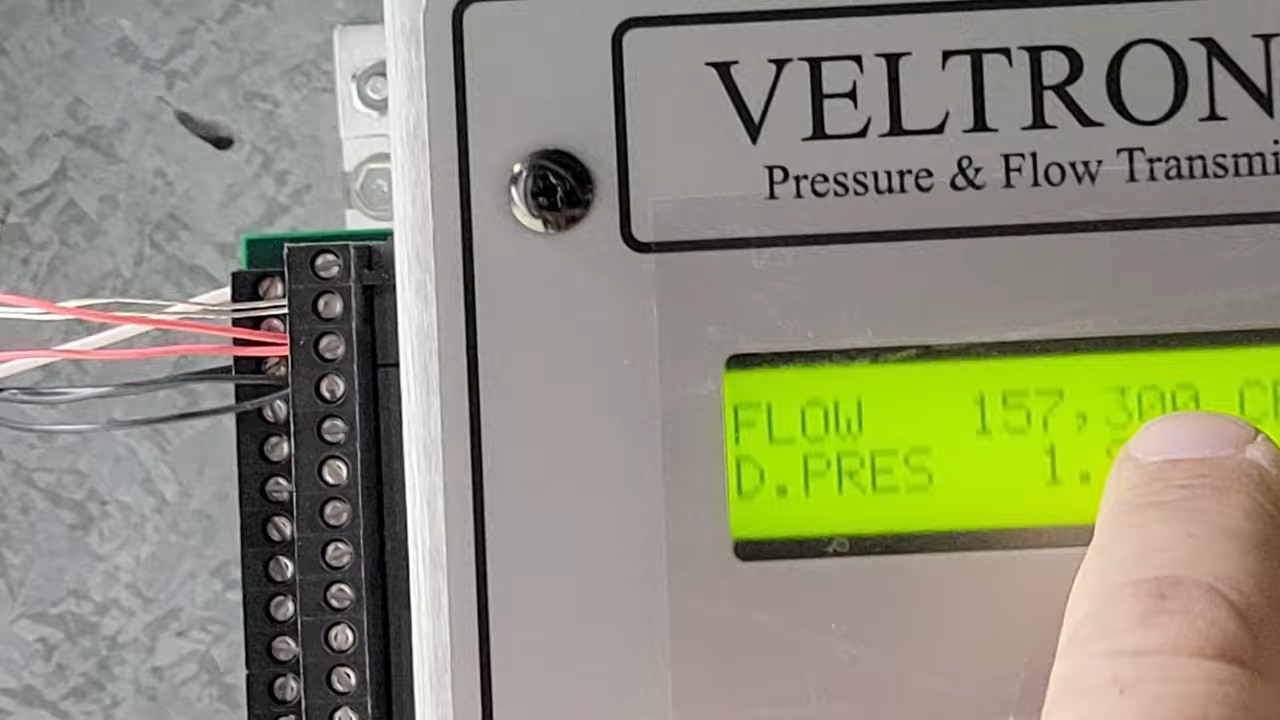 VELTRON
Pressure & Flow Transmi
FLOW 157,300 C
D.PRES 1.